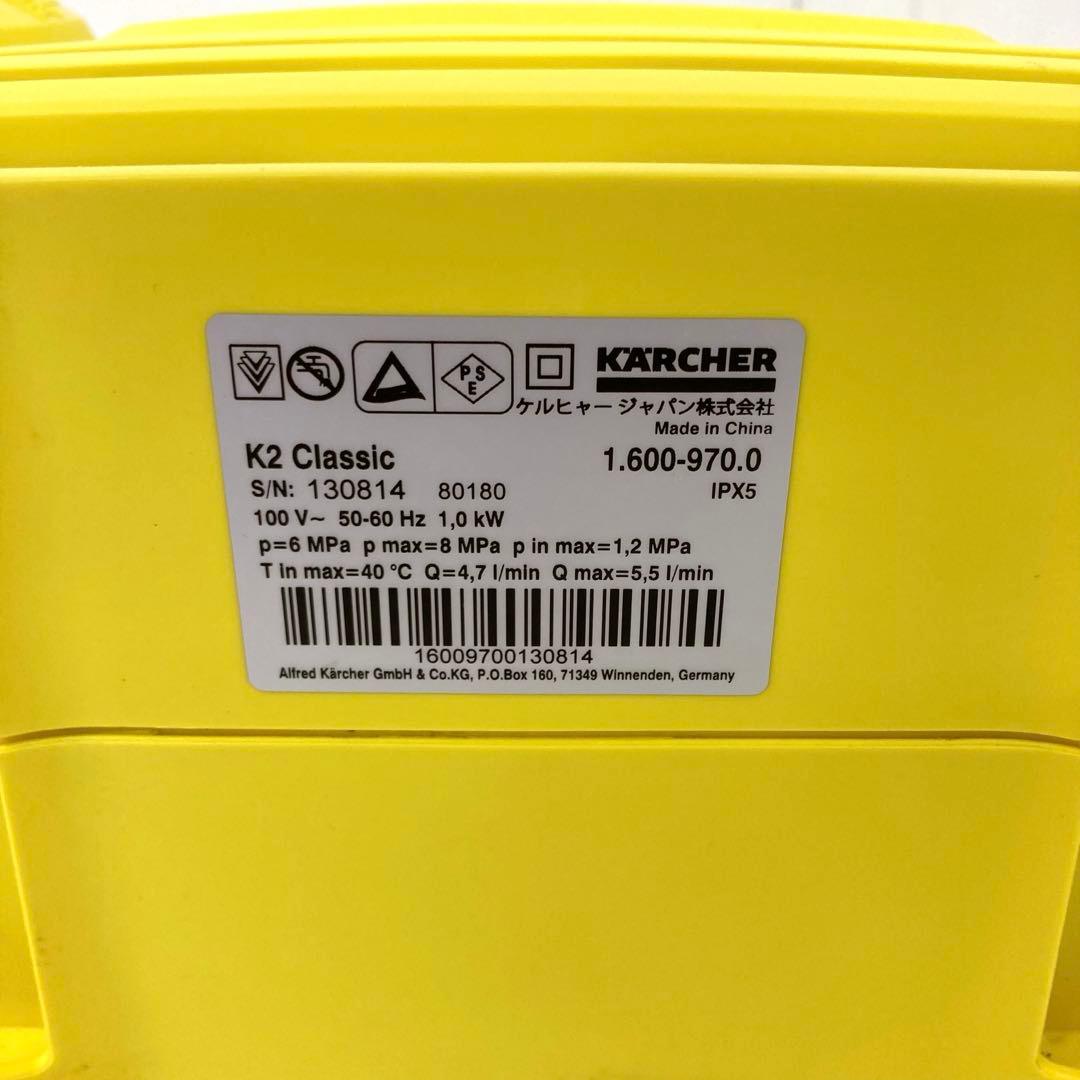 PS
E
KÄRCHER
ケルヒャー ジャパン株式会社
Made in China
K2 Classic 1.600-970.0
S/N: 130814 80180 IPX5
100 V~ 50-60 Hz 1,0 kW
p=6 MPa p max=8 MPa p in max=1,2 MPa
T in max=40 °C Q=4,7 l/min Q max=5,5 l/min
16009700130814
Alfred Kärcher GmbH & Co.KG, P.O.Box 160, 71349 Winnenden, Germany